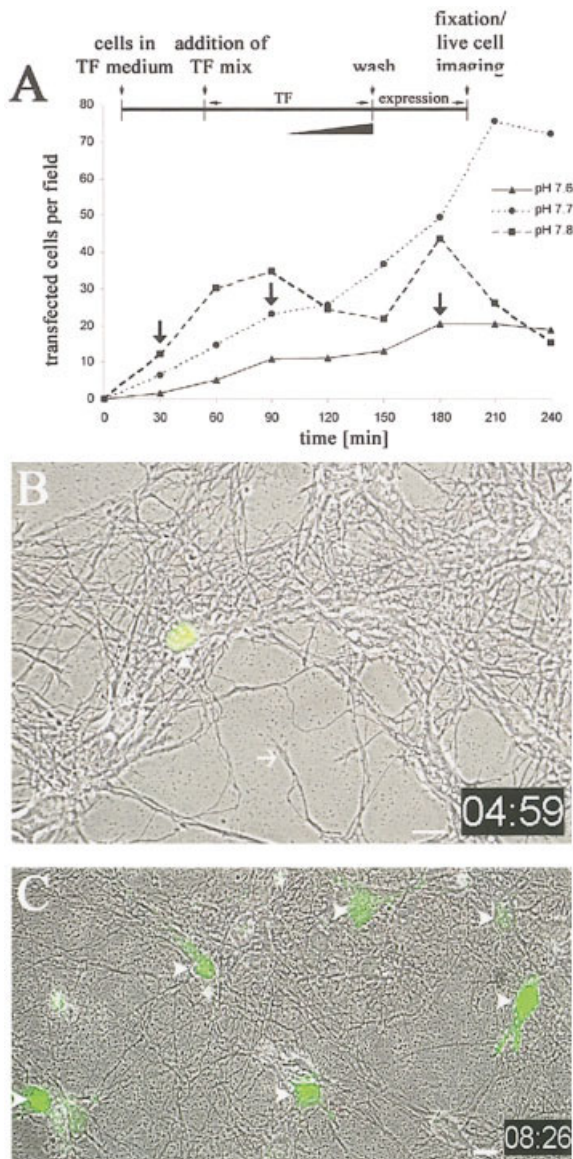 fixation/
cells in addition of live cell
TF medium TF mix wash imaging
A
TF expression
80
70
60
50
40
30
20
10
0
transfected cells per field
pH 7.6
pH 7.7
pH 7.8
0 30 60 90 120 150 180 210 240
time [min]
B
04:59
C
08:26